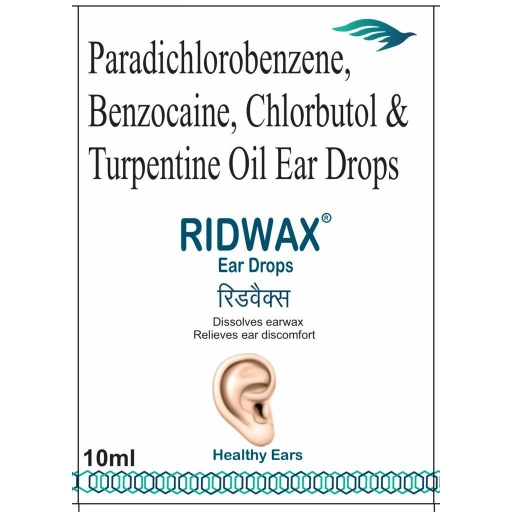 Paradichlorobenzene,
Benzocaine, Chlorbutol &
Turpentine Oil Ear Drops
RIDWAX®
Ear Drops
रिडवैक्स
Dissolves earwax
Relieves ear discomfort
Healthy Ears
10ml